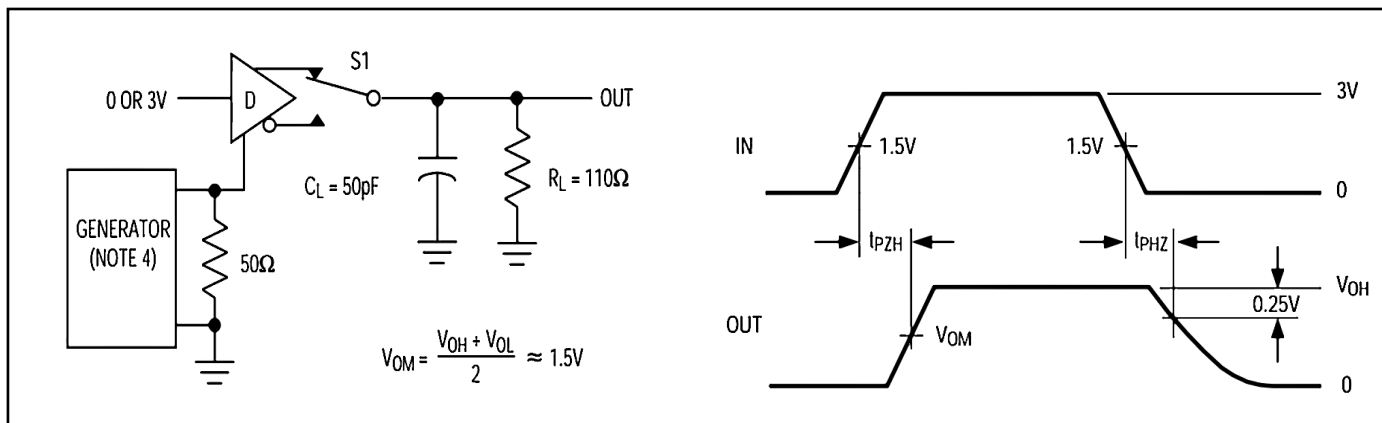 S1
0 OR 3V
D
OUT
GENERATOR
(NOTE 4)
50Ω
C_L = 50pF
R_L = 110Ω
V_OM = (V_OH + V_OL) / 2 ≈ 1.5V
3V
IN
1.5V
1.5V
0
t_PZH
t_PHZ
V_OH
0.25V
OUT
V_OM
0